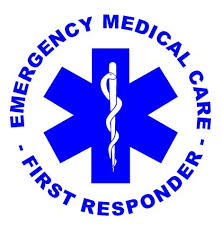 EMERGENCY MEDICAL CARE
- FIRST RESPONDER -